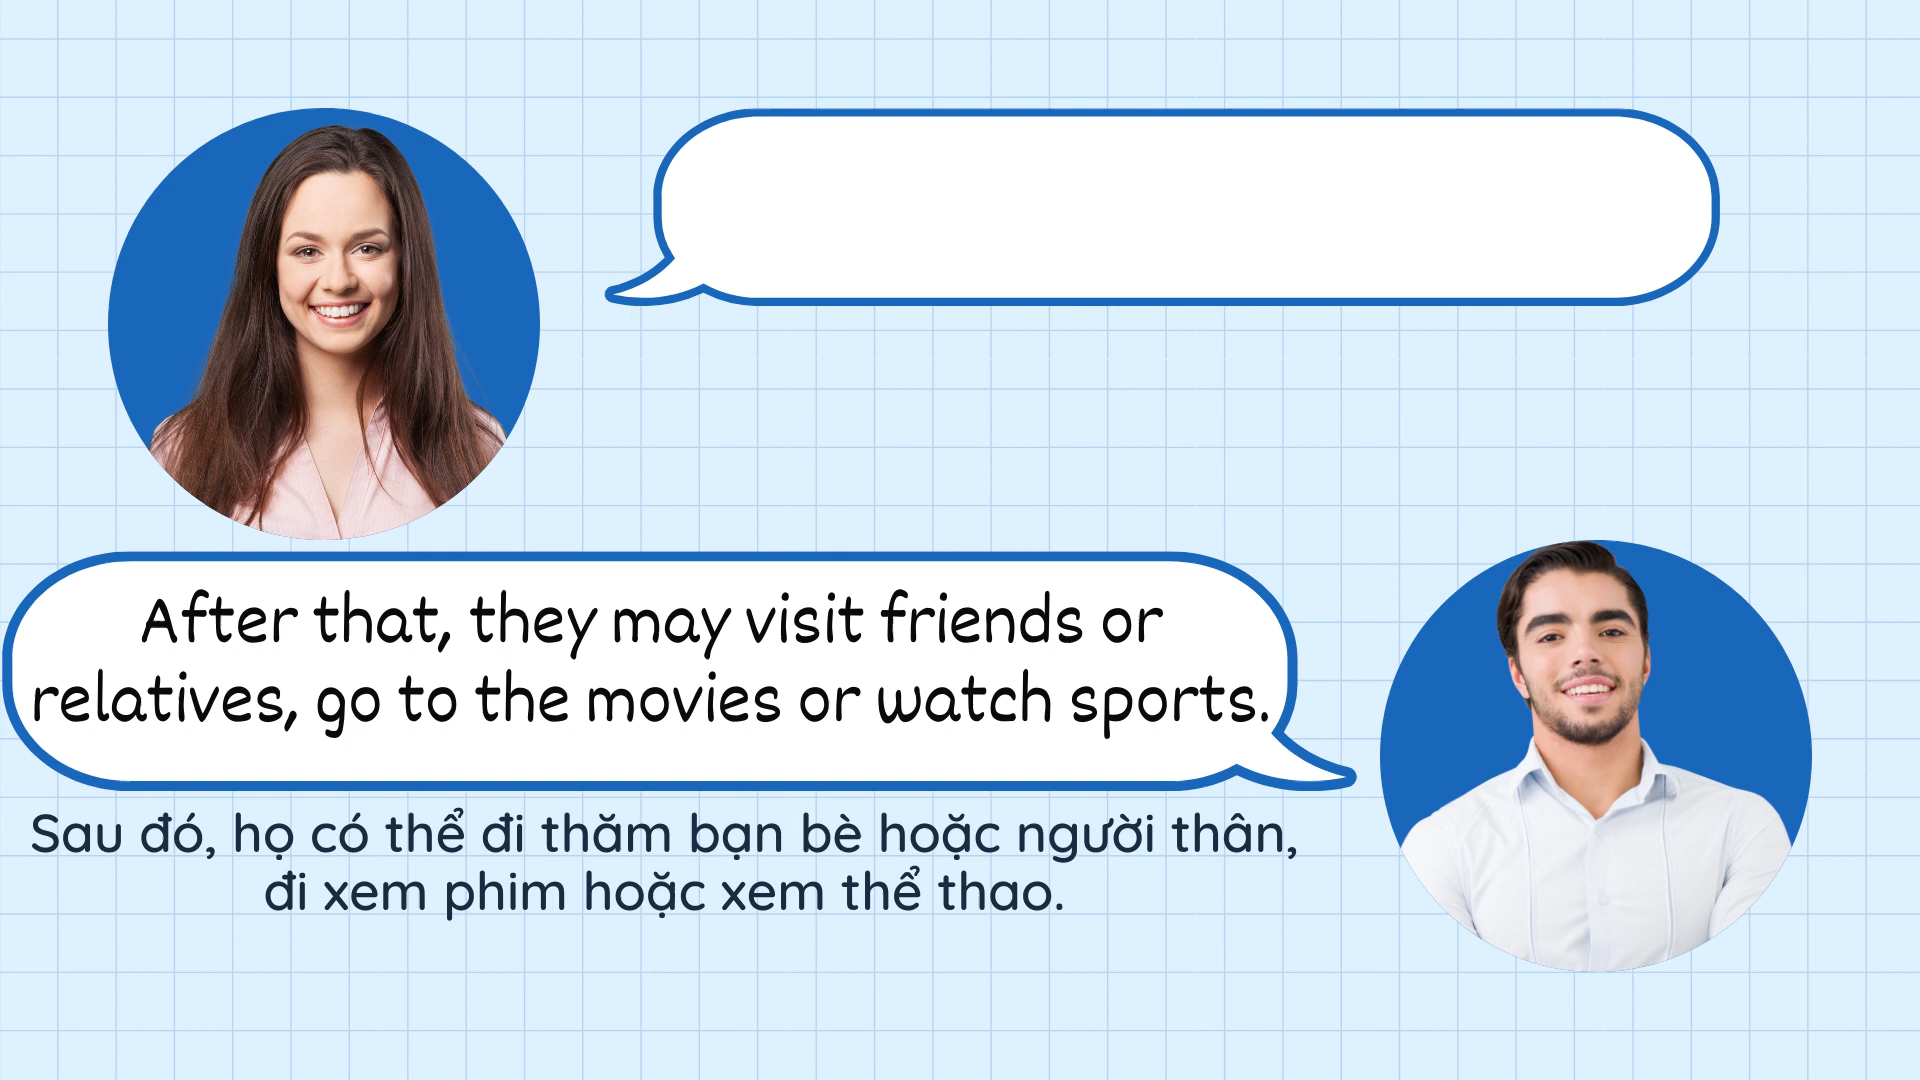 After that, they may visit friends or
relatives, go to the movies or watch sports.
Sau đó, họ có thể đi thăm bạn bè hoặc người thân,
đi xem phim hoặc xem thể thao.